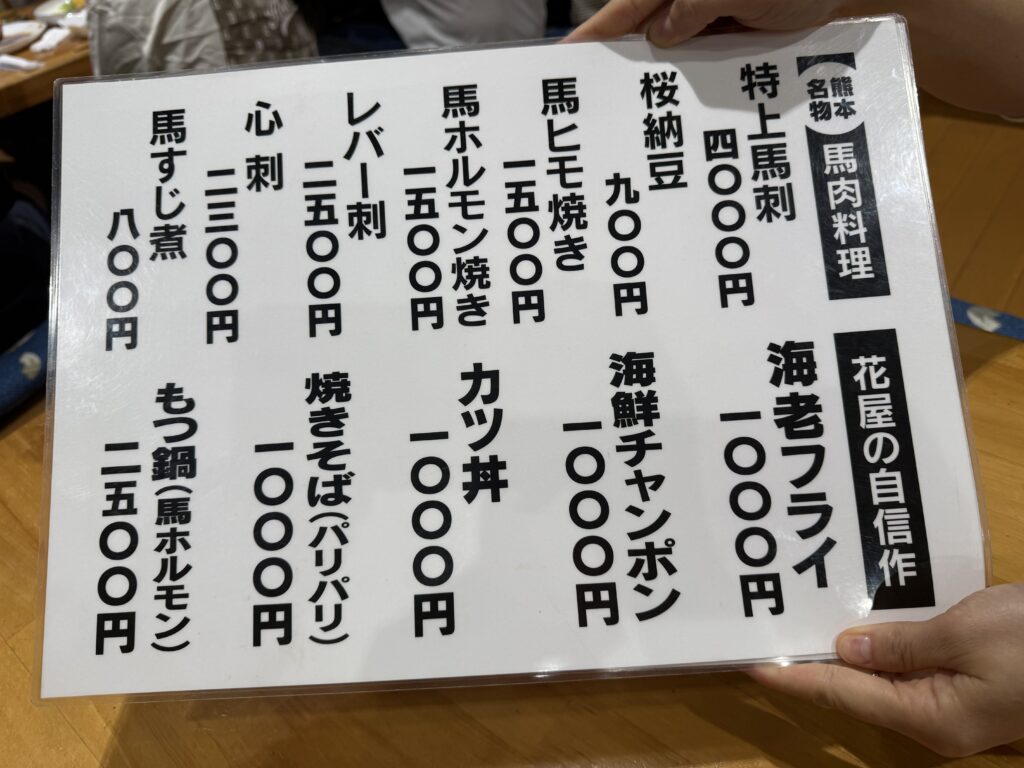 【熊本名物 馬肉料理】
特上馬刺
四〇〇〇円
桜納豆
九〇〇円
馬ヒモ焼き
一五〇〇円
馬ホルモン焼き
一五〇〇円
レバー刺
二五〇〇円
心刺
二三〇〇円
馬すじ煮
八〇〇円
花屋の自信作
海老フライ
一〇〇〇円
海鮮チャンポン
一〇〇〇円
カツ丼
一〇〇〇円
焼きそば(パリパリ)
一〇〇〇円
もつ鍋(馬ホルモン)
二五〇〇円